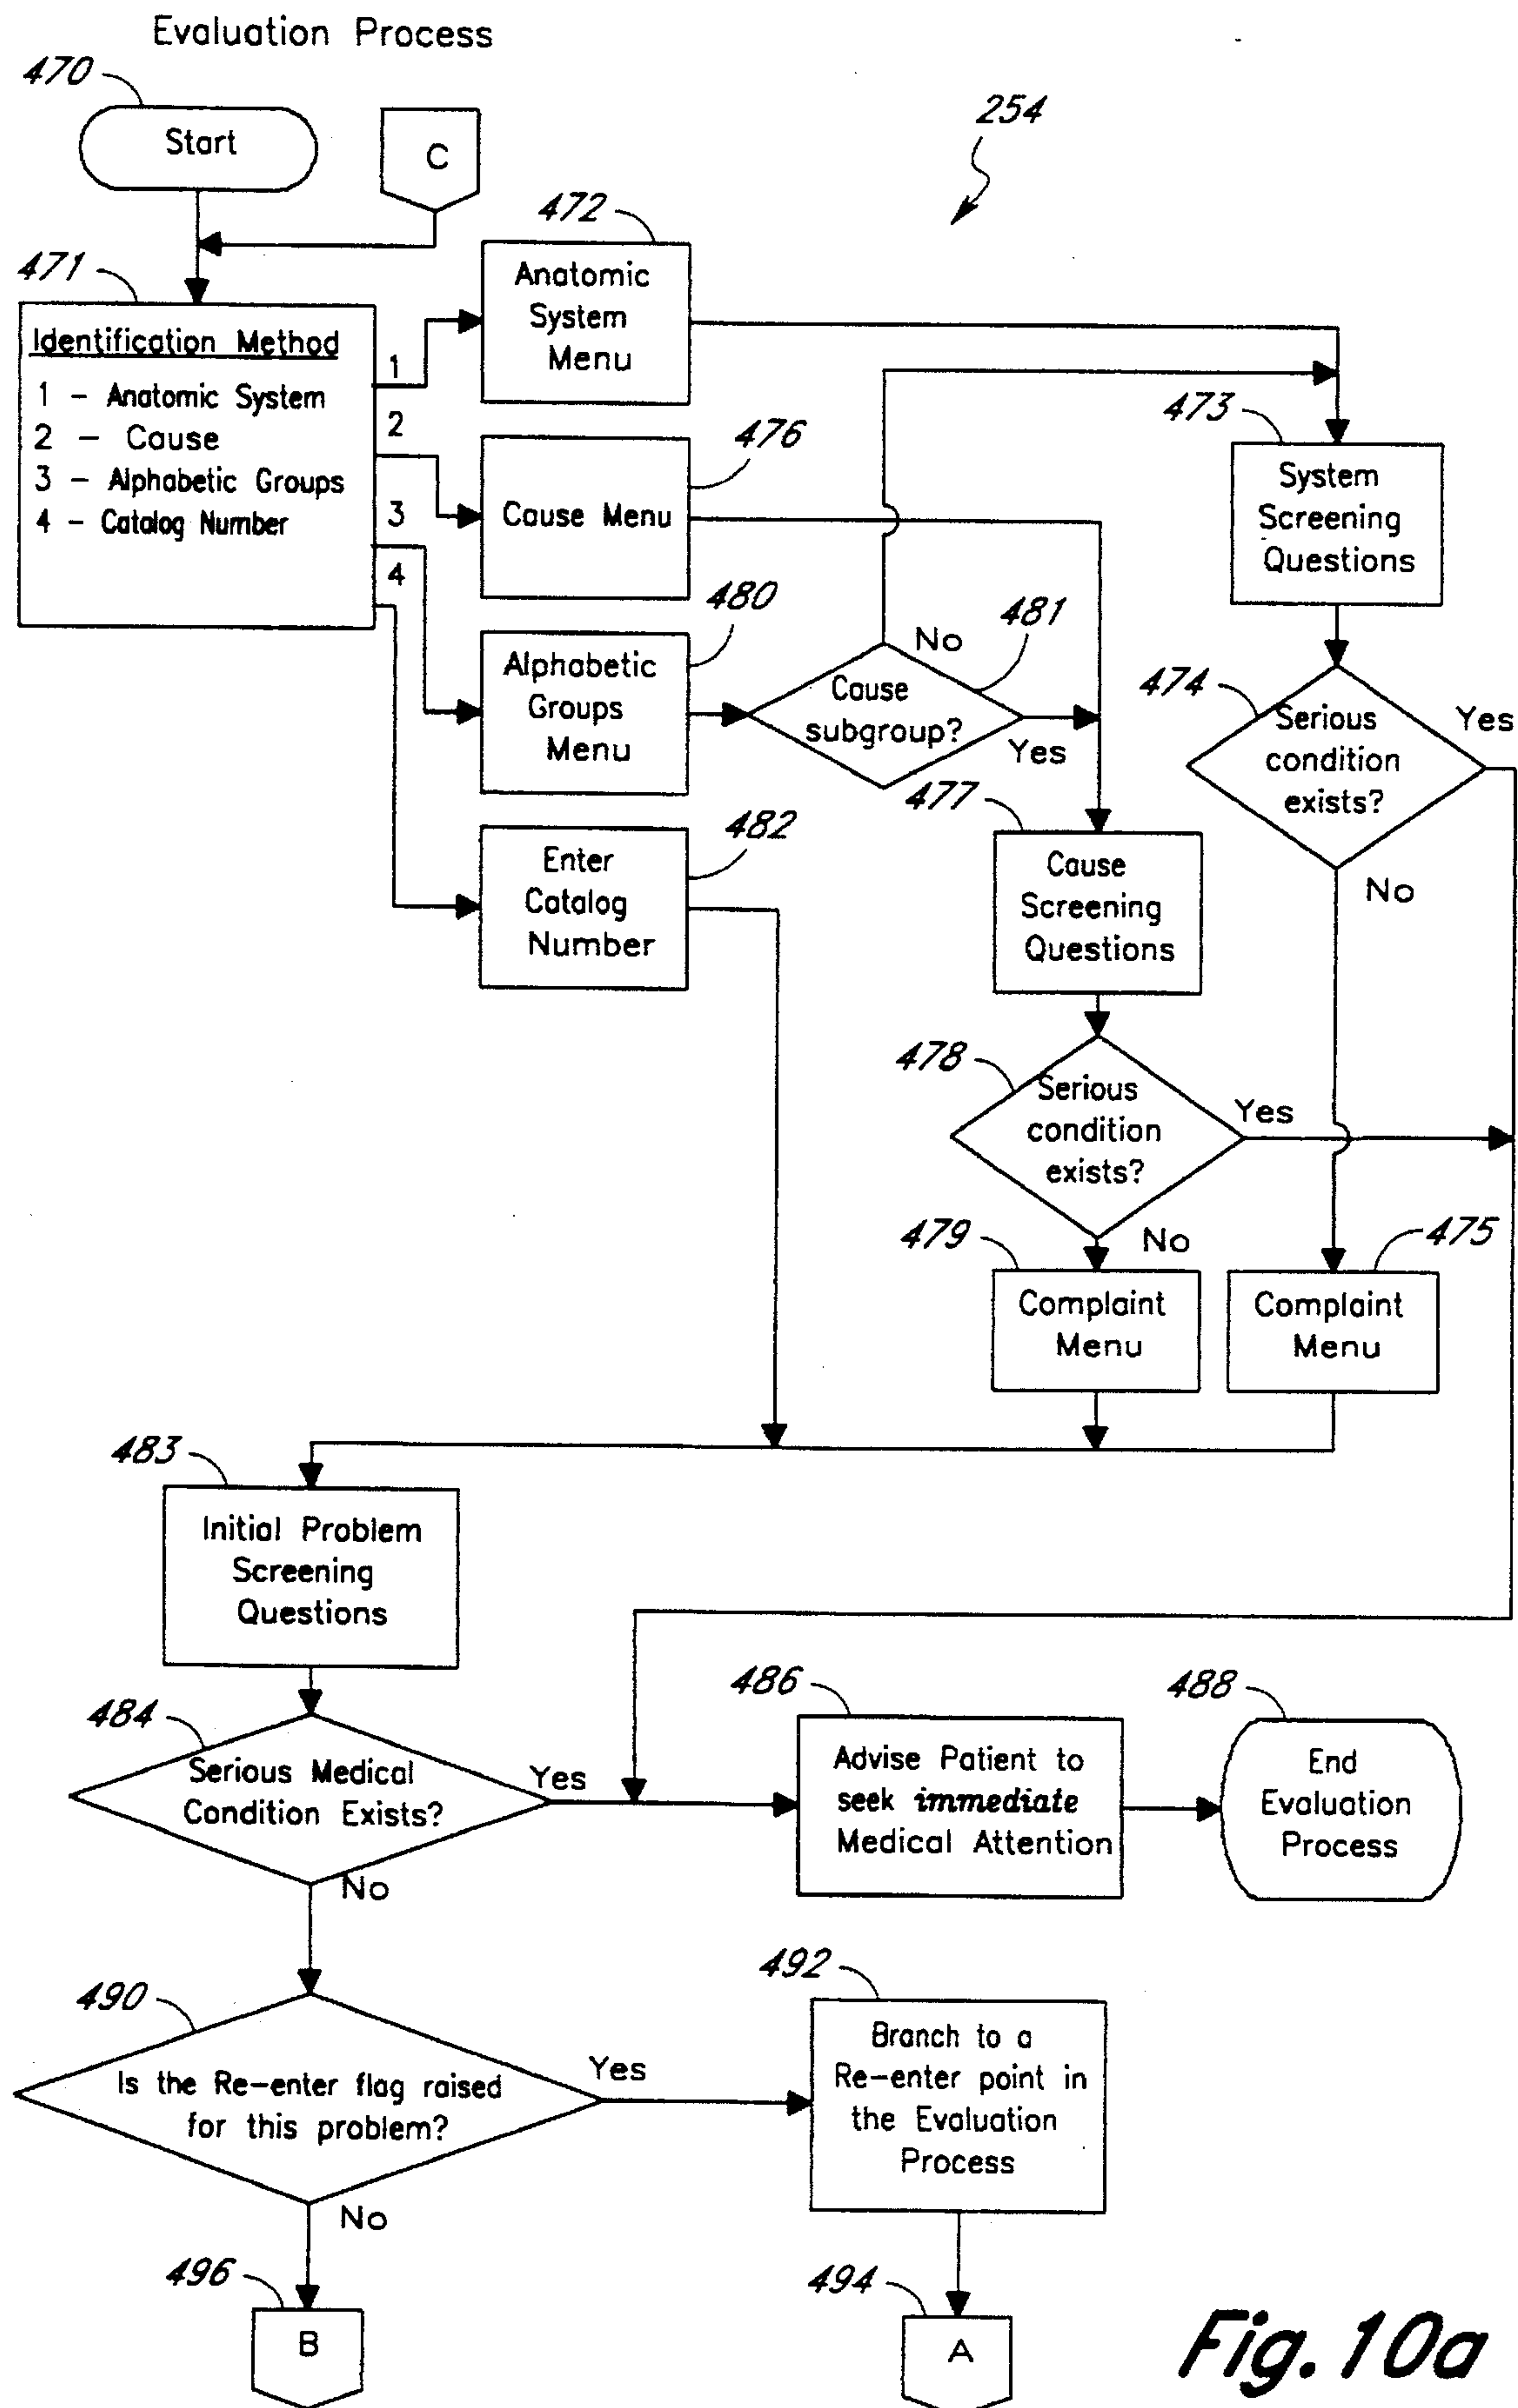 Evaluation Process
470
Start
C
254
471
Identification Method
1 - Anatomic System
2 - Cause
3 - Alphabetic Groups
4 - Catalog Number
1
2
3
4
472
Anatomic
System
Menu
476
Cause Menu
473
System
Screening
Questions
480
Alphabetic
Groups
Menu
481
No
Cause
subgroup?
Yes
474
Serious
condition
exists?
Yes
No
482
Enter
Catalog
Number
477
Cause
Screening
Questions
478
Serious
condition
exists?
Yes
No
479
Complaint
Menu
475
Complaint
Menu
483
Initial Problem
Screening
Questions
484
Serious Medical
Condition Exists?
Yes
No
486
Advise Patient to
seek immediate
Medical Attention
488
End
Evaluation
Process
490
Is the Re-enter flag raised
for this problem?
Yes
No
492
Branch to a
Re-enter point in
the Evaluation
Process
496
B
494
A
Fig. 10a